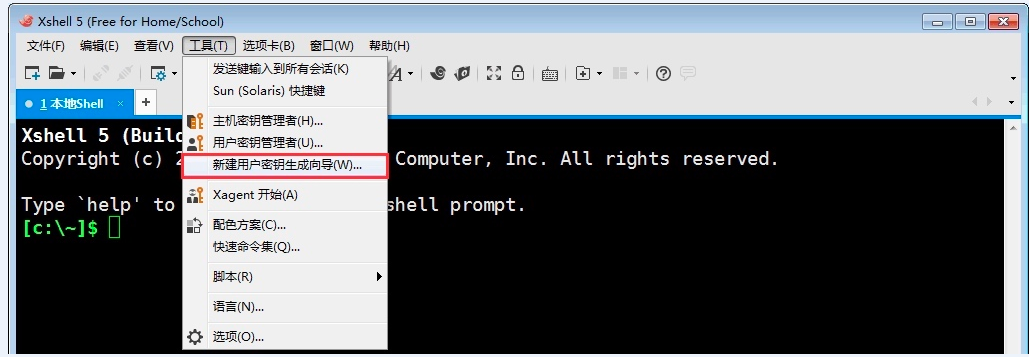 Xshell 5 (Free for Home/School)
文件(F) 编辑(E) 查看(V) 工具(T) 选项卡(B) 窗口(W) 帮助(H)
发送键输入到所有会话(K)
Sun (Solaris) 快捷键
1 本地Shell
主机密钥管理者(H)...
用户密钥管理者(U)...
新建用户密钥生成向导(W)...
Xagent 开始(A)
配色方案(C)...
快速命令集(Q)...
脚本(R)
语言(N)...
选项(O)...
Xshell 5 (Build
Copyright (c) 2 Computer, Inc. All rights reserved.
Type `help' to shell prompt.
[c:\~]$